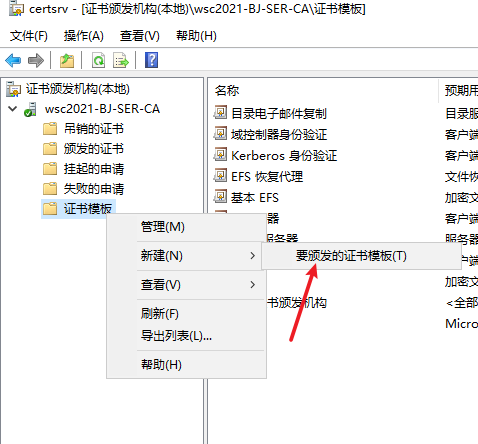 certsrv - [证书颁发机构(本地)\wsc2021-BJ-SER-CA\证书模板]
文件(F) 操作(A) 查看(V) 帮助(H)
证书颁发机构(本地)
wsc2021-BJ-SER-CA
吊销的证书
颁发的证书
挂起的申请
失败的申请
证书模板
名称 预期用
目录电子邮件复制 目录服
域控制器身份验证 客户端
Kerberos 身份验证 客户端
EFS 恢复代理 文件恢
基本 EFS 加密文
器 客户端
服务器 服务器
客户端
加密文
书颁发机构 <全部
Micro
管理(M)
新建(N)
查看(V)
刷新(F)
导出列表(L)...
帮助(H)
要颁发的证书模板(T)